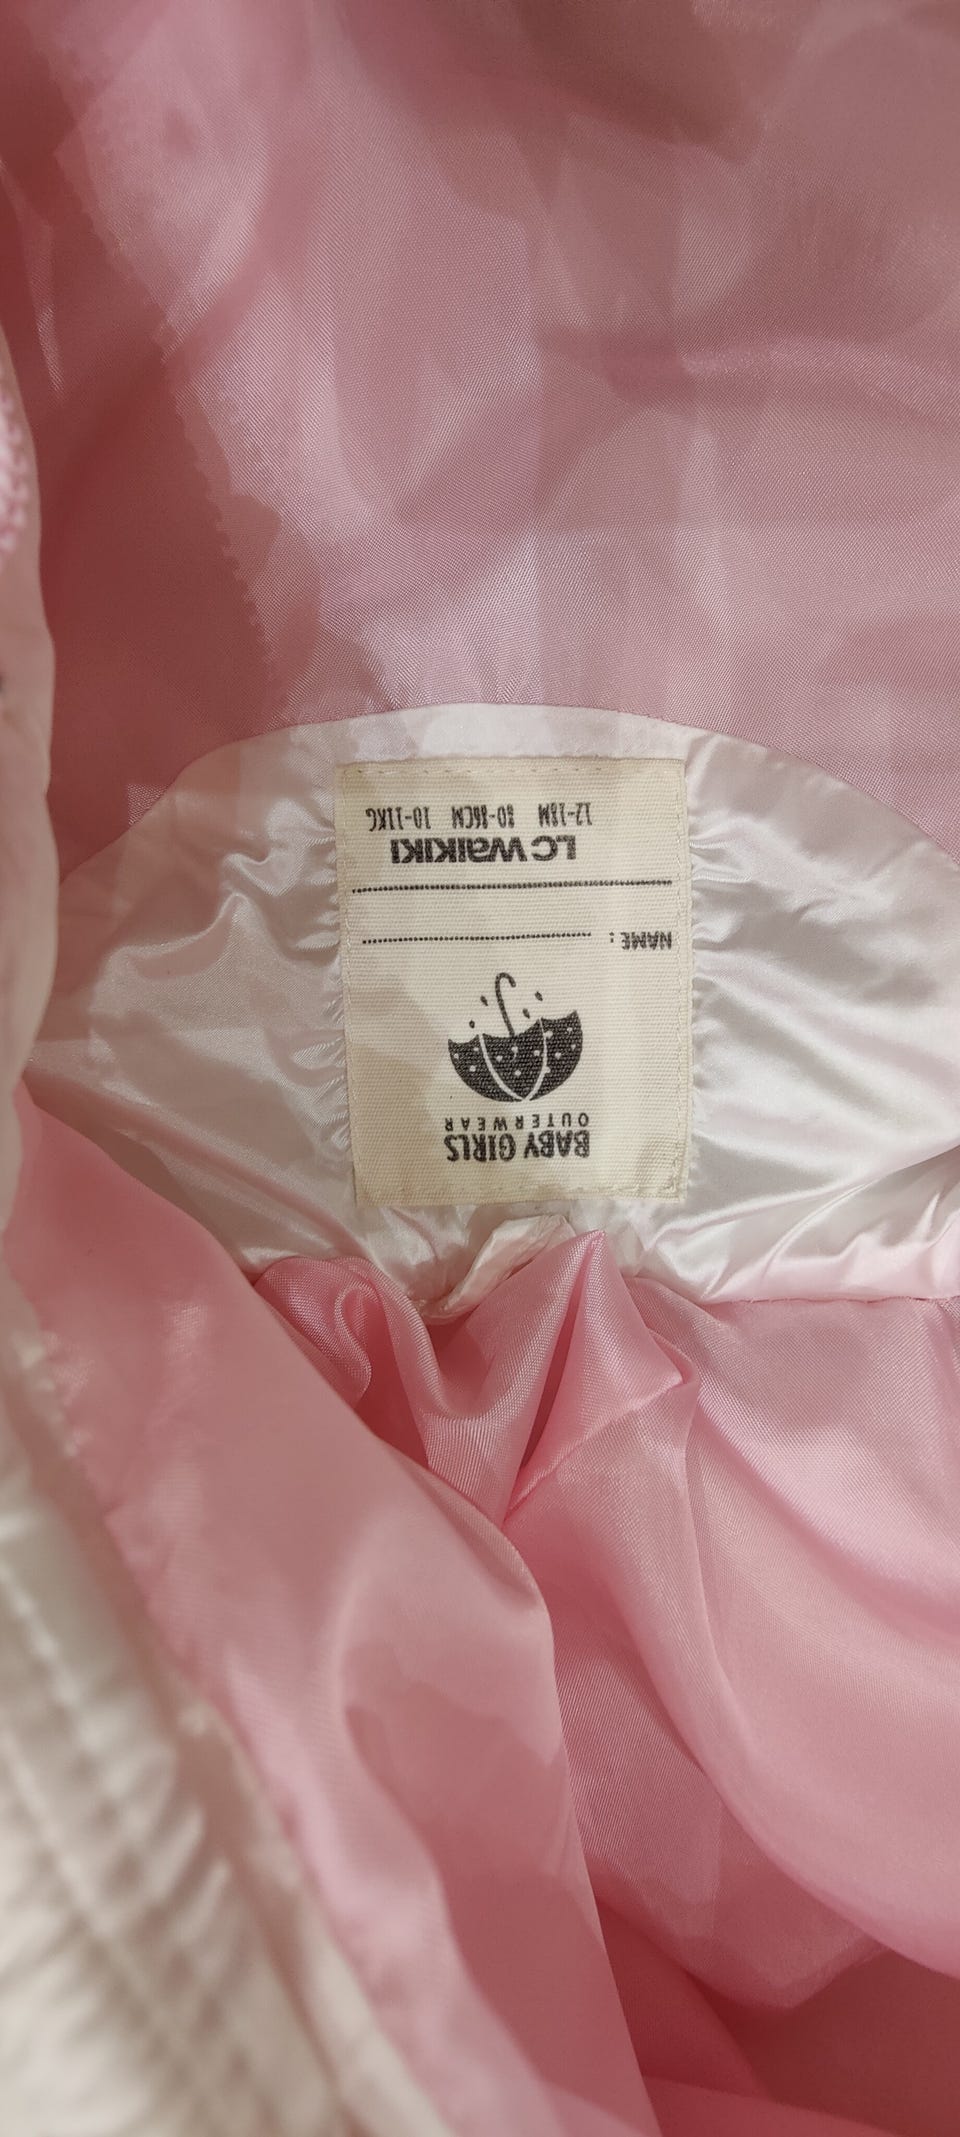 BABY GIRLS
OUTERWEAR
NAME :
LC WAIKIKI
12-18M 80-86CM 10-11KG